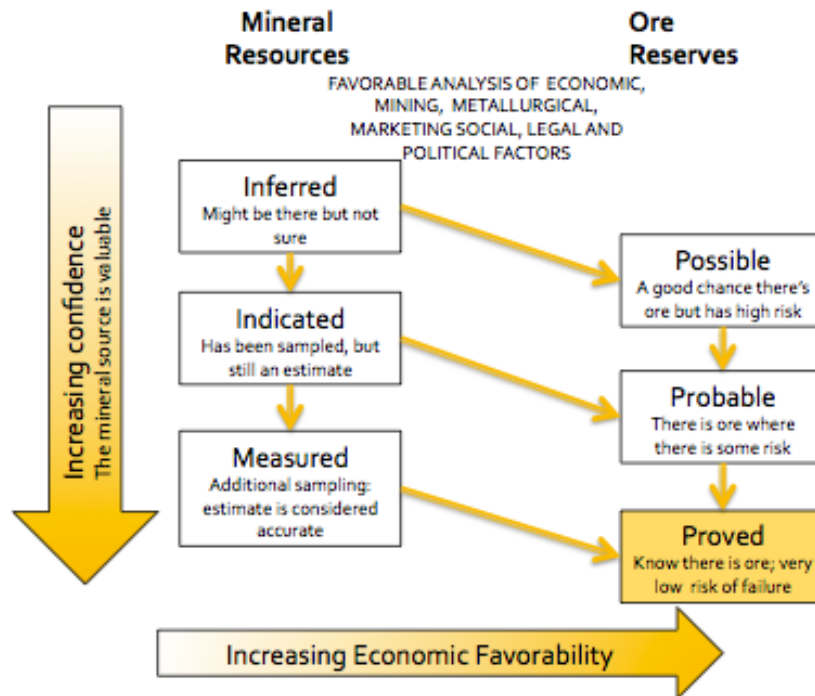 Mineral
Resources
Ore
Reserves
FAVORABLE ANALYSIS OF ECONOMIC,
MINING, METALLURGICAL,
MARKETING SOCIAL, LEGAL AND
POLITICAL FACTORS
Increasing confidence
The mineral source is valuable
Inferred
Might be there but not
sure
Indicated
Has been sampled, but
still an estimate
Measured
Additional sampling:
estimate is considered
accurate
Possible
A good chance there's
ore but has high risk
Probable
There is ore where
there is some risk
Proved
Know there is ore; very
low risk of failure
Increasing Economic Favorability